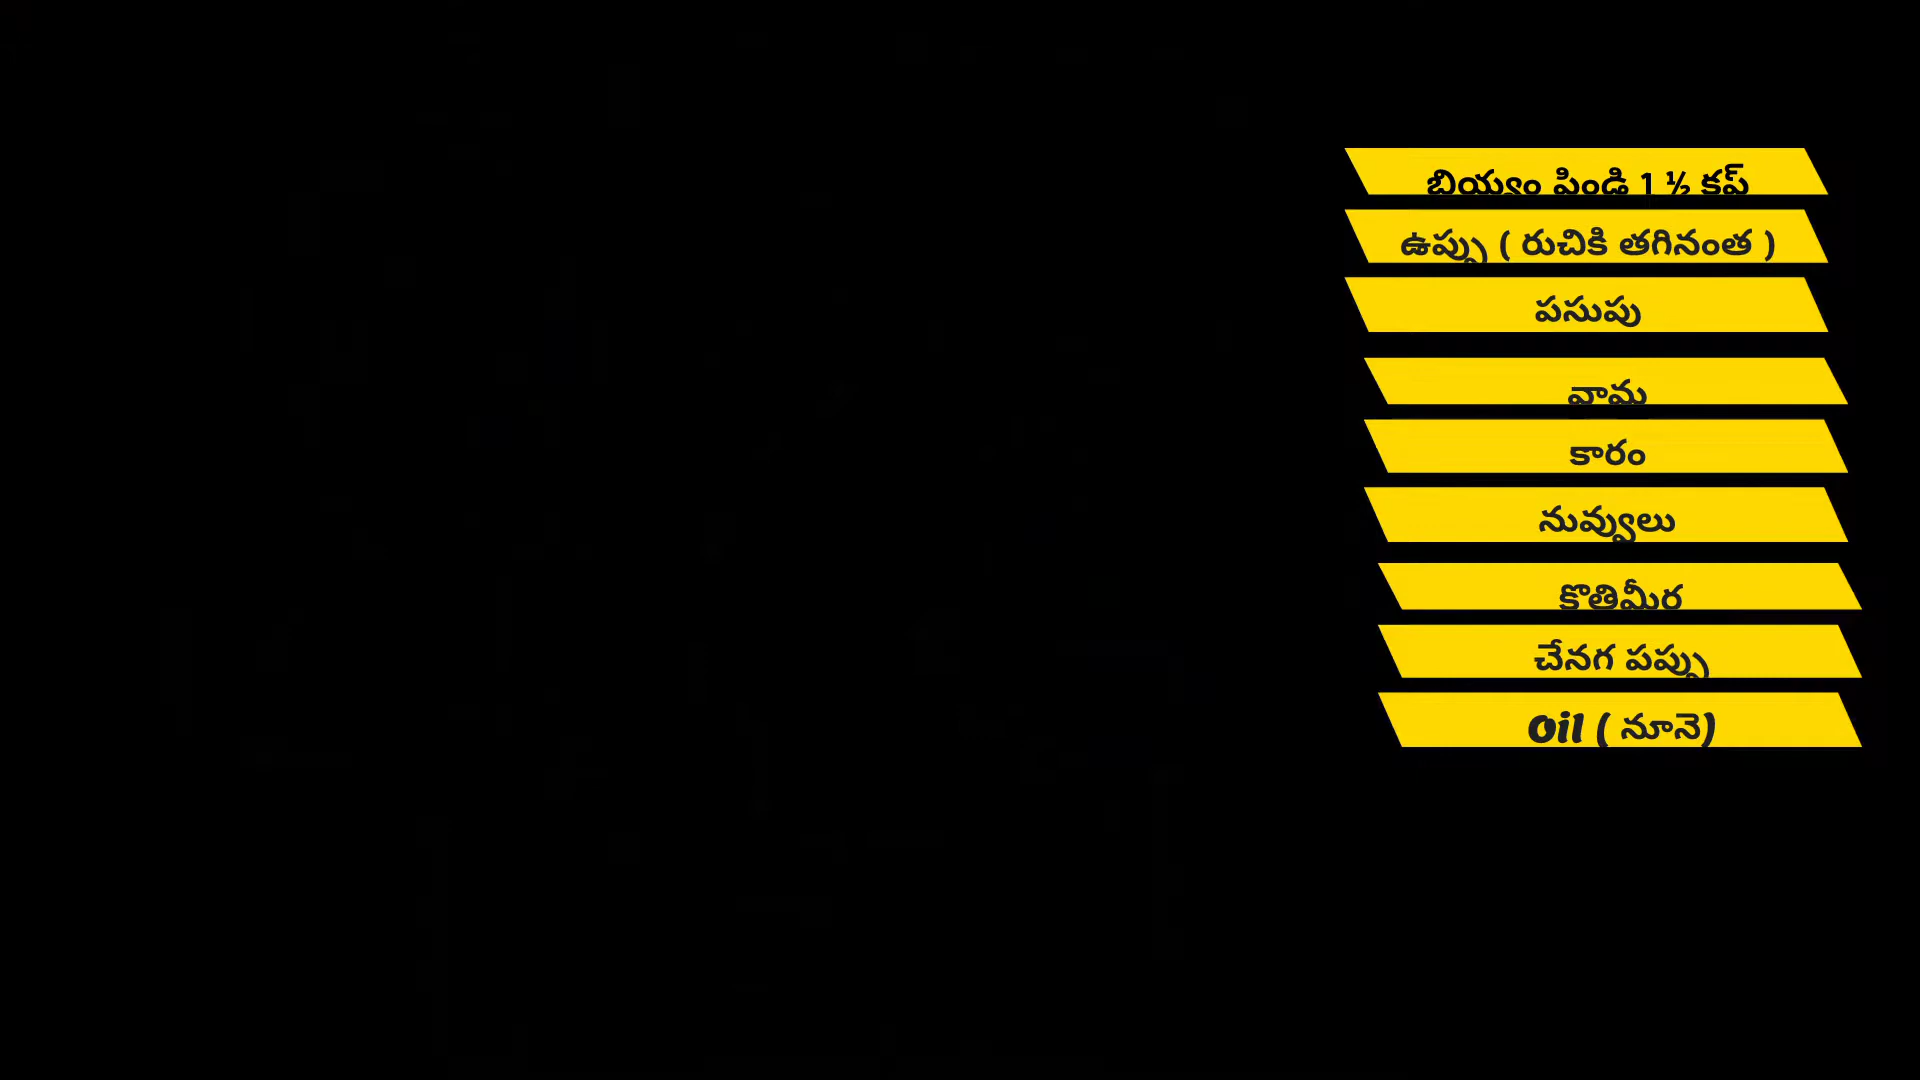 బియ్యం పిండి 1 ½ కప్
ఉప్పు ( రుచికి తగినంత )
పసుపు
వామ
కారం
నువ్వులు
కొతిమీర
చేనగ పప్పు
Oil ( నూనె)